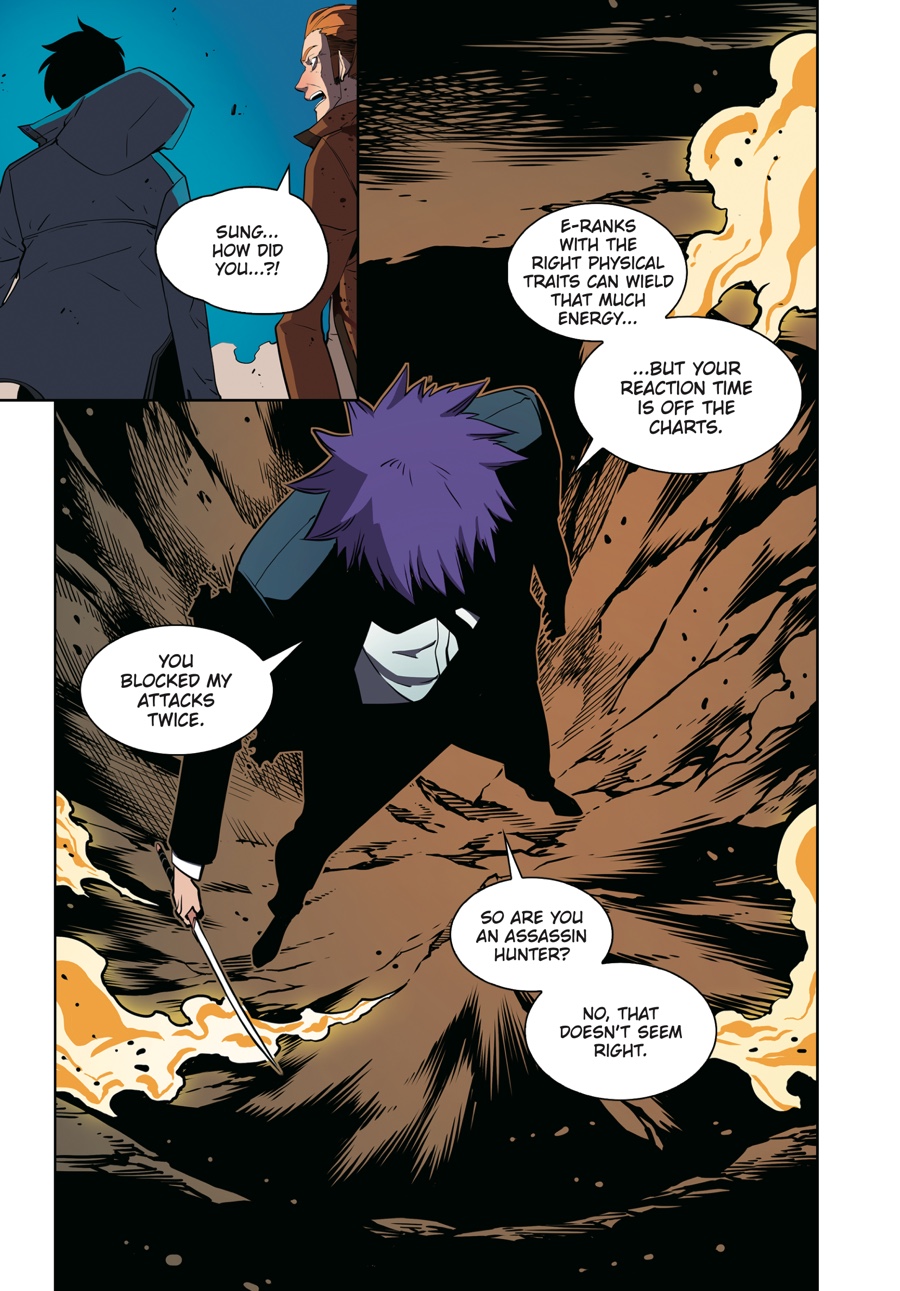 SUNG...
HOW DID
YOU...?!
E-RANKS
WITH THE
RIGHT PHYSICAL
TRAITS CAN WIELD
THAT MUCH
ENERGY...
...BUT YOUR
REACTION TIME
IS OFF THE
CHARTS.
YOU
BLOCKED MY
ATTACKS
TWICE.
SO ARE YOU
AN ASSASSIN
HUNTER?
NO, THAT
DOESN'T SEEM
RIGHT.